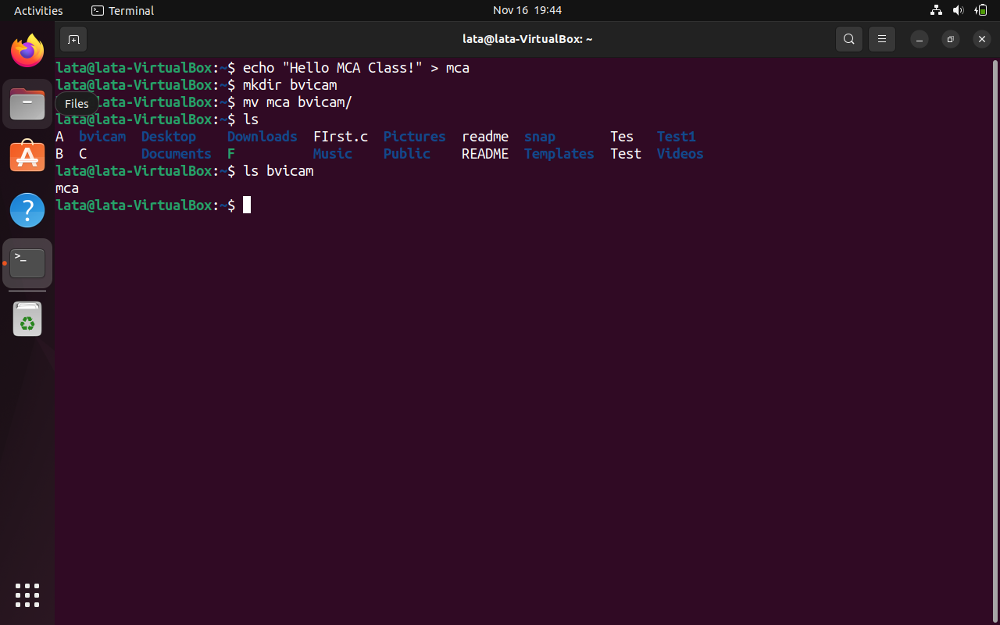 Activities Terminal Nov 16 19:44
lata@lata-VirtualBox: ~
lata@lata-VirtualBox:~$ echo "Hello MCA Class!" > mca
lata@lata-VirtualBox:~$ mkdir bvicam
Files
lata@lata-VirtualBox:~$ mv mca bvicam/
lata@lata-VirtualBox:~$ ls
A bvicam Desktop Downloads FIrst.c Pictures readme snap Tes Test1
B C Documents F Music Public README Templates Test Videos
lata@lata-VirtualBox:~$ ls bvicam
mca
lata@lata-VirtualBox:~$